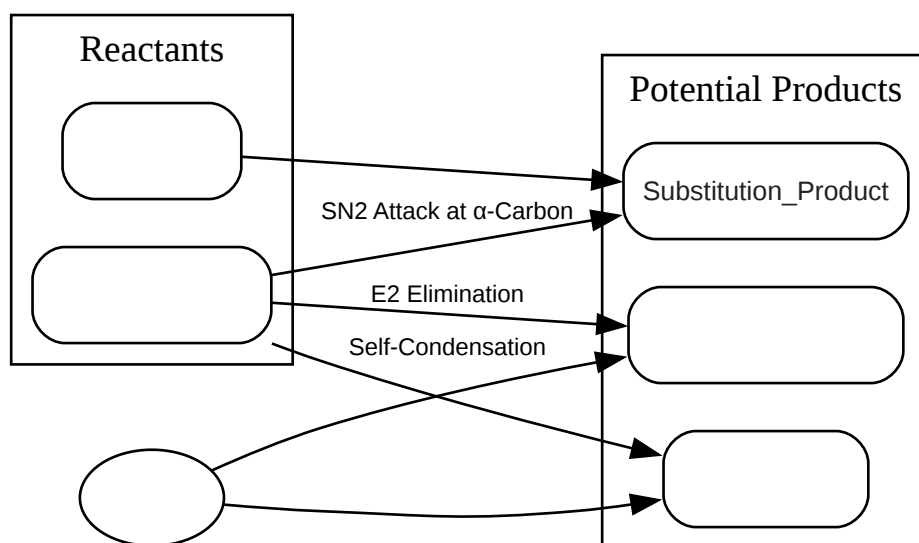 Reactants
Potential Products
Substitution_Product
SN2 Attack at α-Carbon
E2 Elimination
Self-Condensation